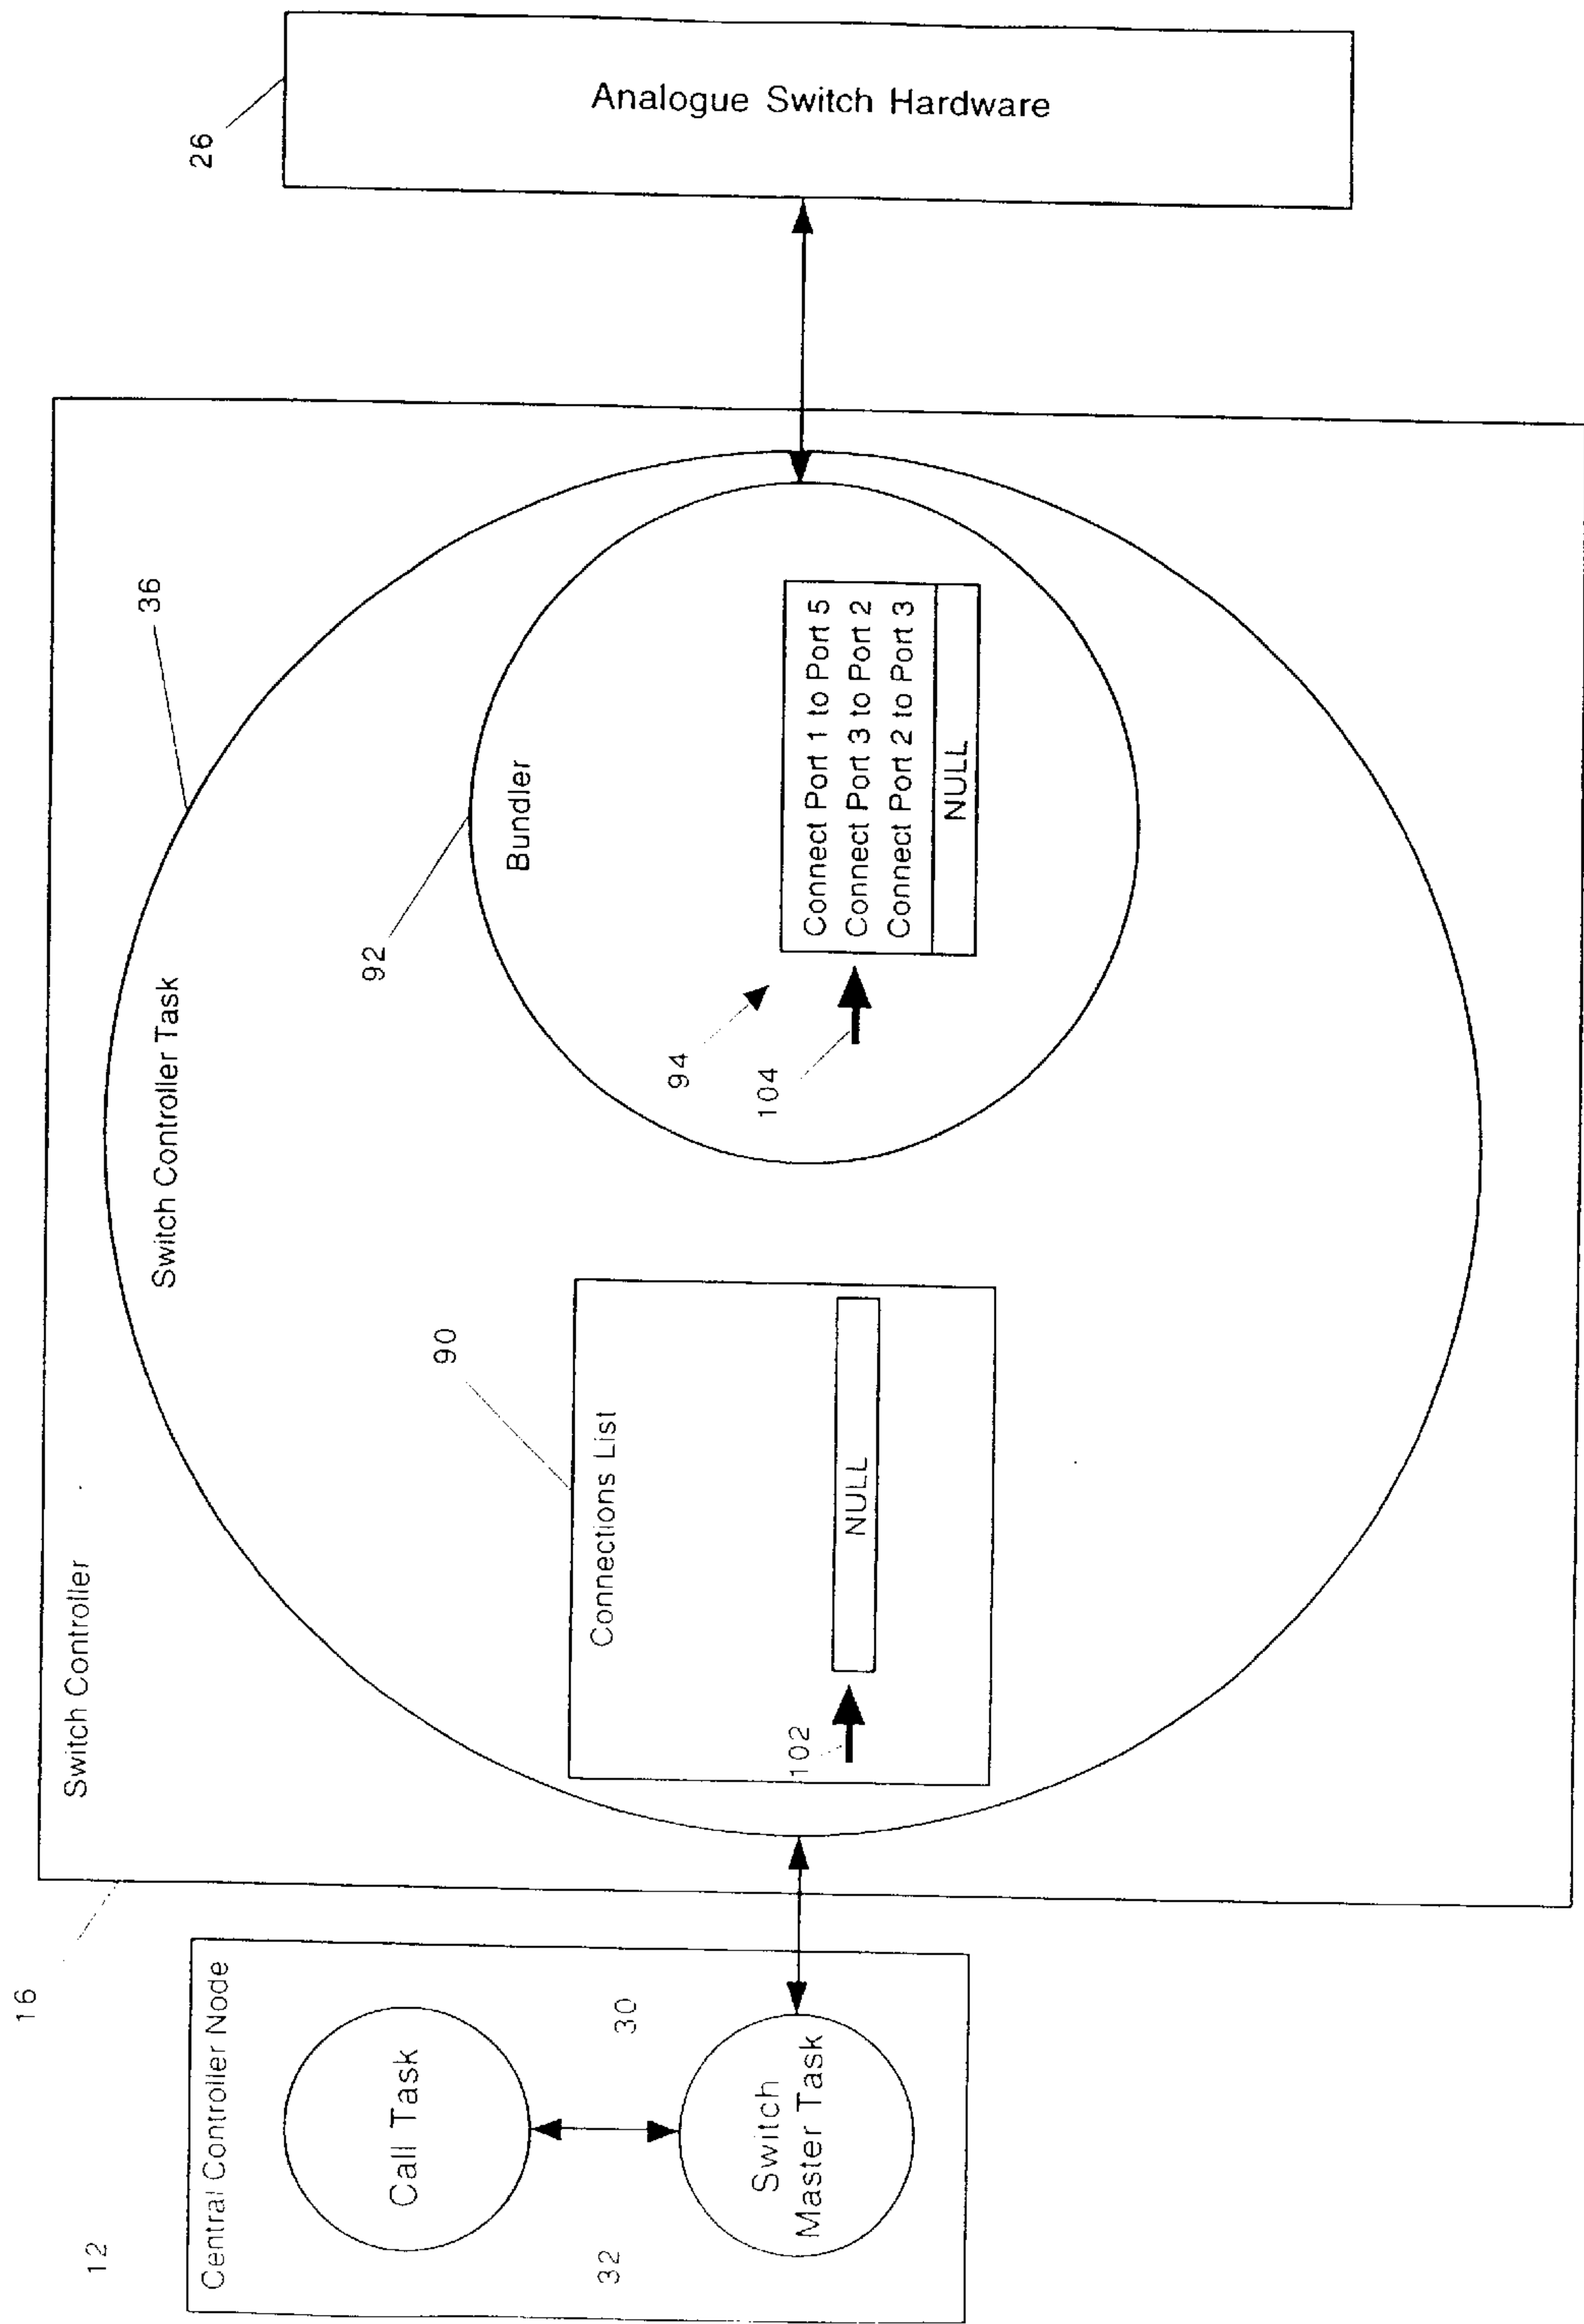 16
12
Central Controller Node
Call Task
30
32
Switch
Master Task
Switch Controller
Switch Controller Task
36
90
Connections List
102
NULL
92
Bundler
94
104
Connect Port 1 to Port 5
Connect Port 3 to Port 2
Connect Port 2 to Port 3
NULL
26
Analogue Switch Hardware